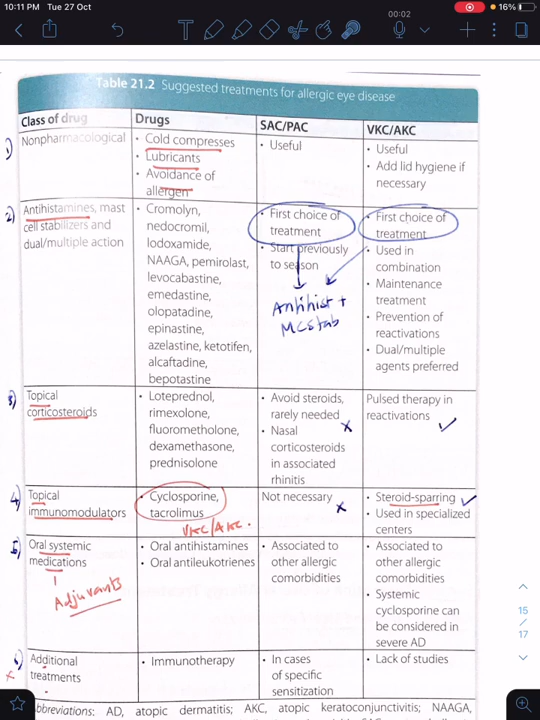 10:11 PM Tue 27 Oct
00:02
16%
Table 21.2 Suggested treatments for allergic eye disease
Class of drug
Drugs
SAC/PAC
VKC/AKC
1)
Nonpharmacological
• Cold compresses
• Lubricants
• Avoidance of
allergen
• Useful
• Useful
• Add lid hygiene if
necessary
2)
Antihistamines, mast
cell stabilizers and
dual/multiple action
• Cromolyn,
nedocromil,
lodoxamide,
NAAGA, pemirolast,
levocabastine,
emedastine,
olopatadine,
epinastine,
azelastine, ketotifen,
alcaftadine,
bepotastine
• First choice of
treatment
• Start previously
to season
Antihist +
MCstab
• First choice of
treatment
• Used in
combination
• Maintenance
treatment
• Prevention of
reactivations
• Dual/multiple
agents preferred
3)
Topical
corticosteroids
• Loteprednol,
rimexolone,
fluorometholone,
dexamethasone,
prednisolone
• Avoid steroids,
rarely needed
• Nasal
corticosteroids
in associated
rhinitis
Pulsed therapy in
reactivations
4)
Topical
immunomodulators
• Cyclosporine,
tacrolimus
VKC/AKC.
Not necessary
• Steroid-sparring
• Used in specialized
centers
5)
Oral systemic
medications
Adjuvants
• Oral antihistamines
• Oral antileukotrienes
• Associated to
other allergic
comorbidities
• Associated to
other allergic
comorbidities
• Systemic
cyclosporine can
be considered in
severe AD
6)
Additional
treatments
• Immunotherapy
• In cases
of specific
sensitization
• Lack of studies
15
/
17
Abbreviations: AD, atopic dermatitis; AKC, atopic keratoconjunctivitis; NAAGA,